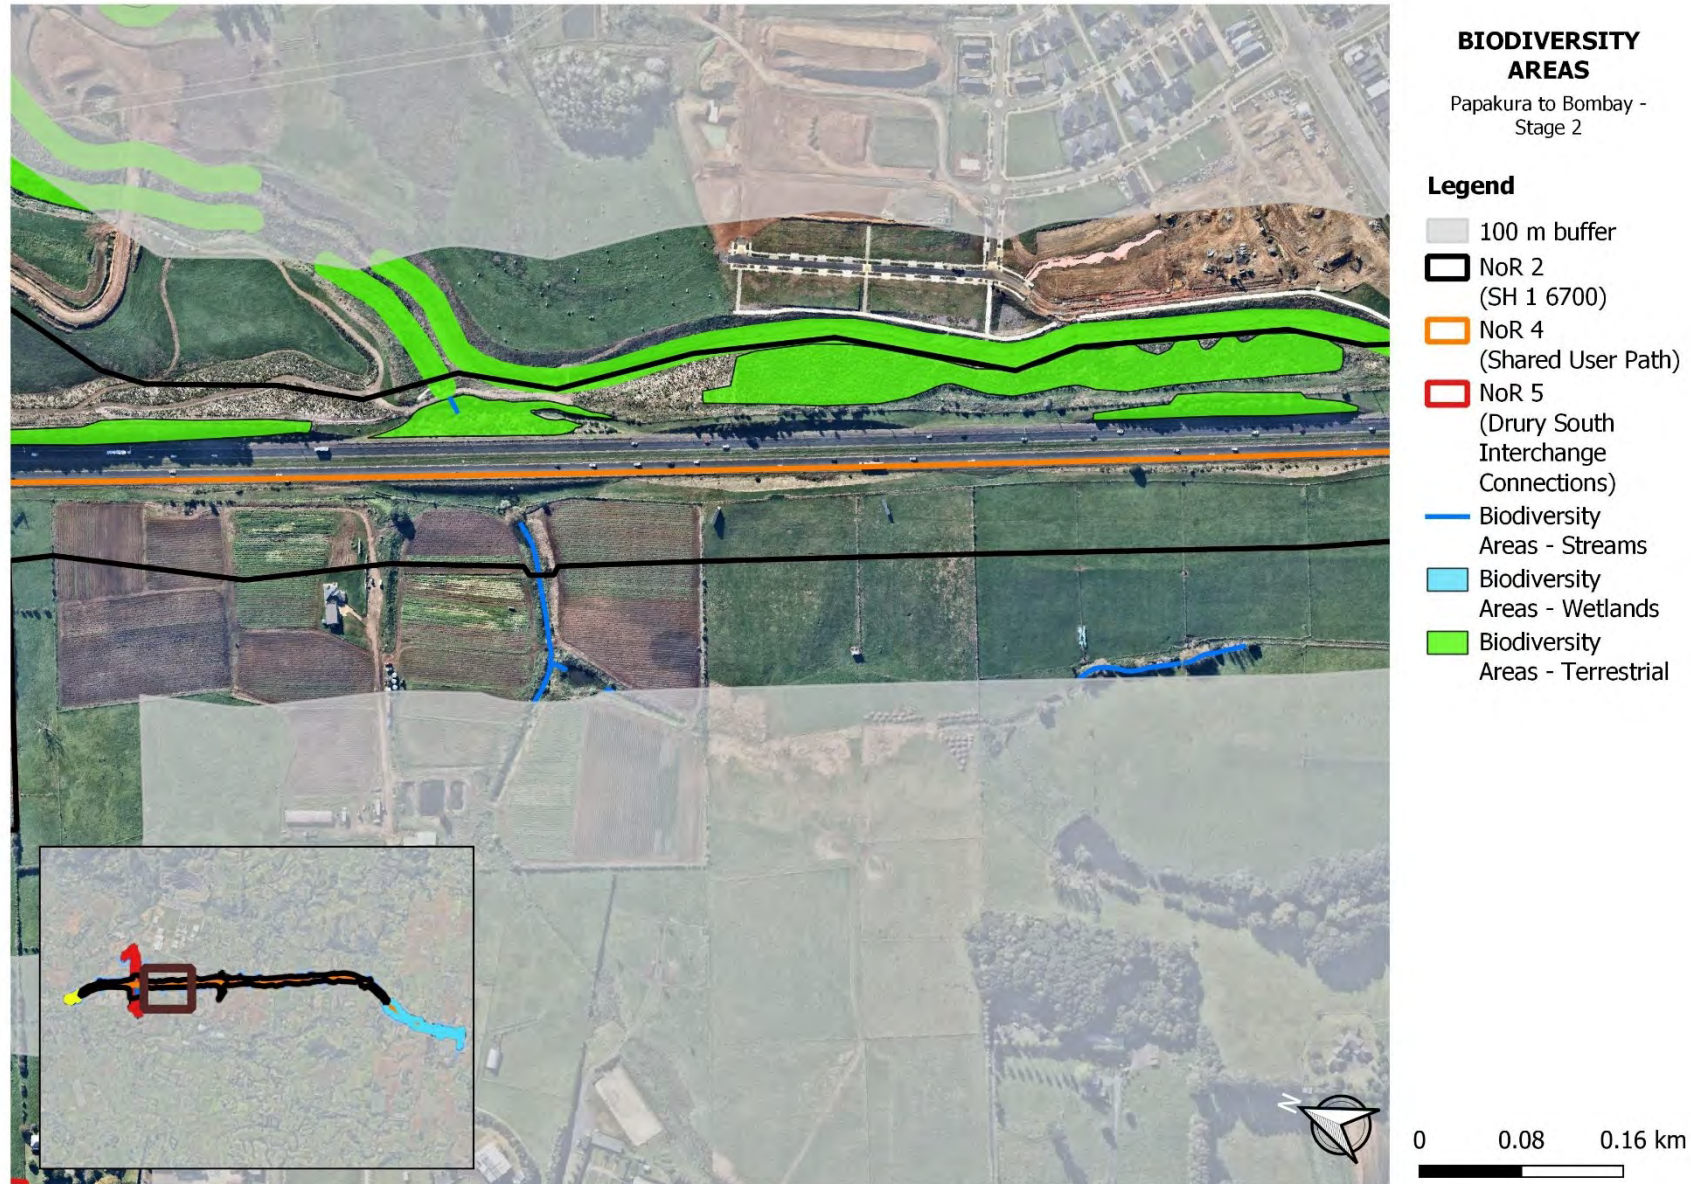 BIODIVERSITY
AREAS
Papakura to Bombay -
Stage 2
Legend
100 m buffer
NoR 2
(SH 1 6700)
NoR 4
(Shared User Path)
NoR 5
(Drury South
Interchange
Connections)
Biodiversity
Areas - Streams
Biodiversity
Areas - Wetlands
Biodiversity
Areas - Terrestrial
N
0 0.08 0.16 km